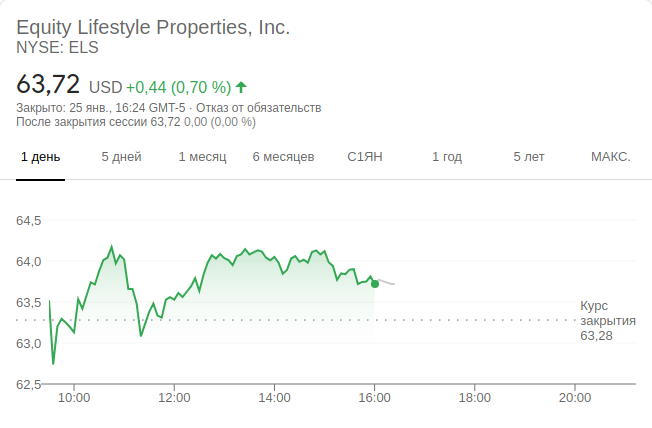 Equity Lifestyle Properties, Inc.
NYSE: ELS
63,72 USD +0,44 (0,70 %)
Закрыто: 25 янв., 16:24 GMT-5 · Отказ от обязательств
После закрытия сессии 63,72 0,00 (0,00 %)
1 день 5 дней 1 месяц 6 месяцев С1ЯН 1 год 5 лет МАКС.
64,5
64,0
63,5
63,0
62,5
Курс
закрытия
63,28
10:00 12:00 14:00 16:00 18:00 20:00